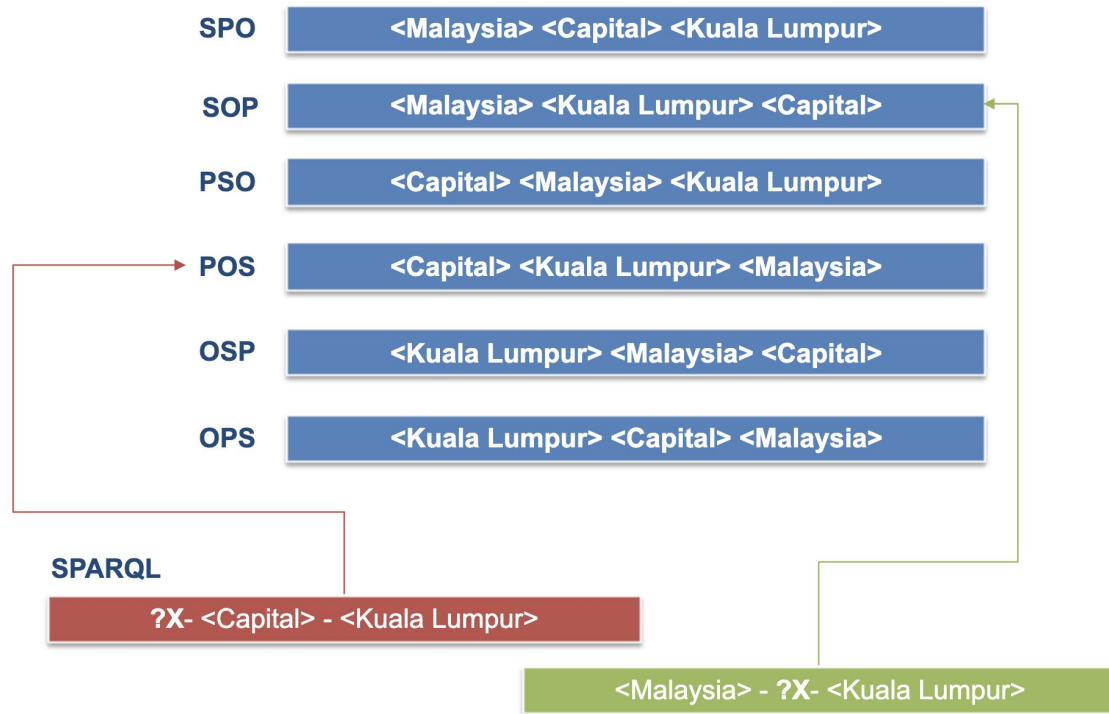 SPO <Malaysia> <Capital> <Kuala Lumpur>
SOP <Malaysia> <Kuala Lumpur> <Capital>
PSO <Capital> <Malaysia> <Kuala Lumpur>
POS <Capital> <Kuala Lumpur> <Malaysia>
OSP <Kuala Lumpur> <Malaysia> <Capital>
OPS <Kuala Lumpur> <Capital> <Malaysia>
SPARQL
?X- <Capital> - <Kuala Lumpur>
<Malaysia> - ?X- <Kuala Lumpur>